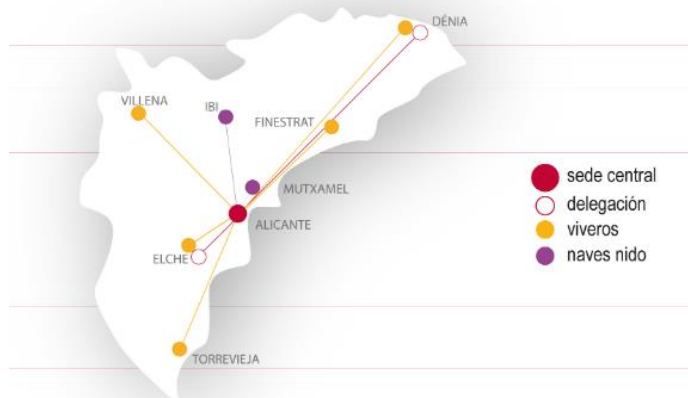 DÉNIA
VILLENA
IBI
FINESTRAT
MUTXAMEL
ALICANTE
ELCHE
TORREVIEJA
sede central
delegación
viveros
naves nido